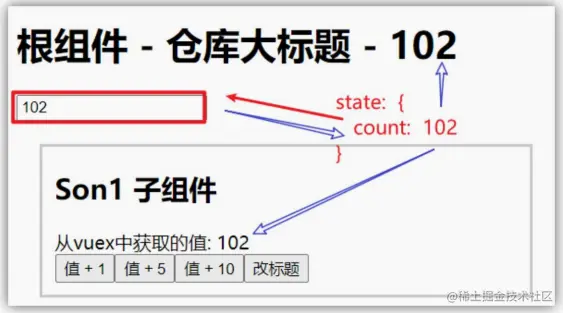 根组件 - 仓库大标题 - 102
102
state: {
count: 102
}
Son1 子组件
从vuex中获取的值: 102
值 + 1 值 + 5 值 + 10 改标题
@稀土掘金技术社区